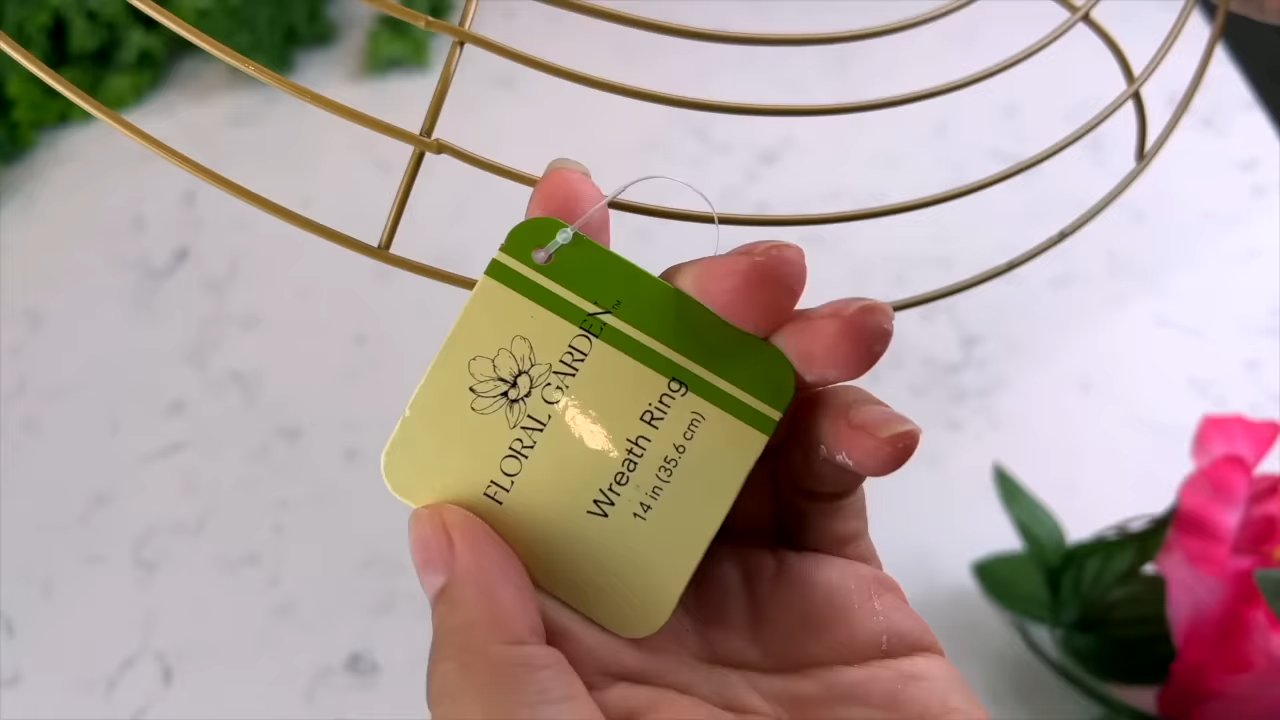 FLORAL GARDEN™
Wreath Ring
14 in (35.6 cm)